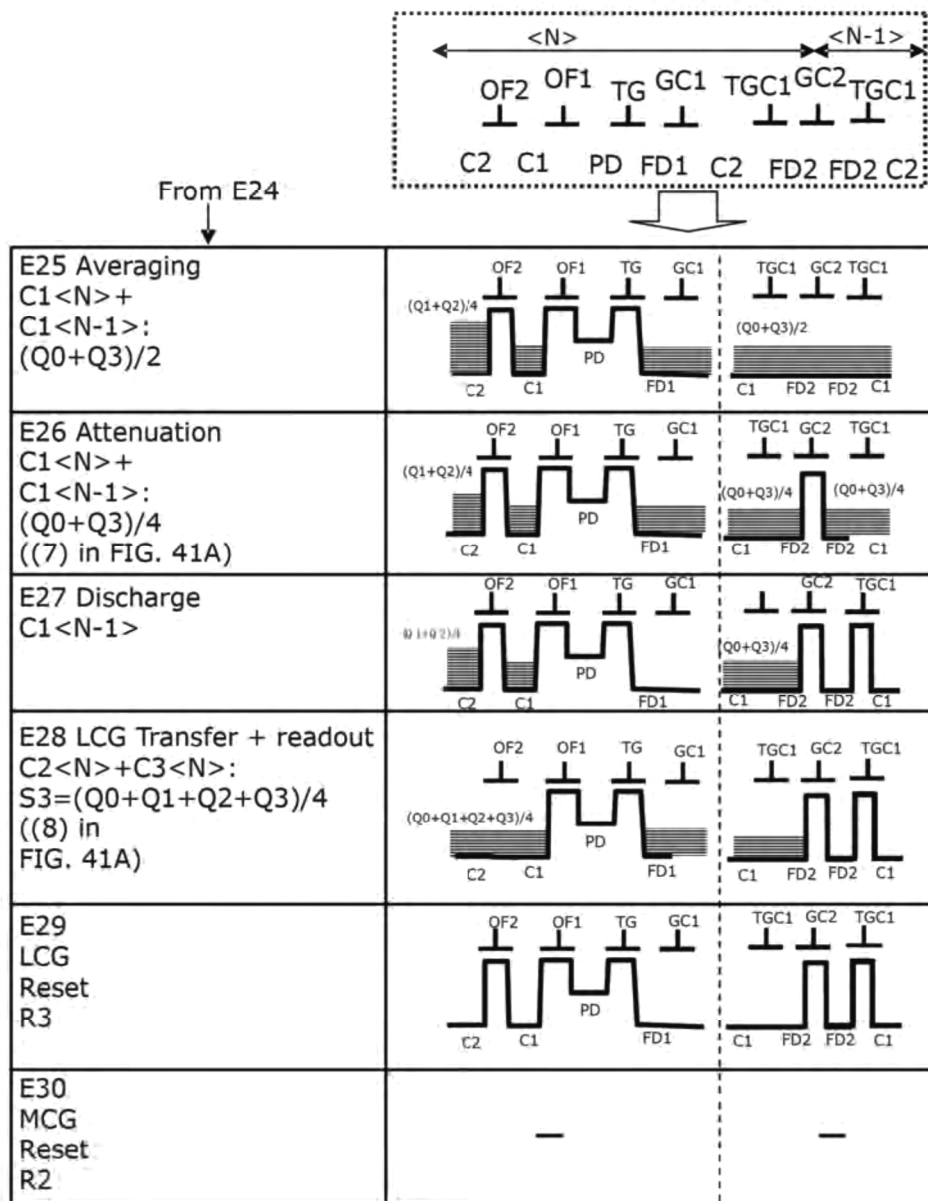 <N> <N-1>
OF2 OF1 TG GC1 TGC1 GC2 TGC1
C2 C1 PD FD1 C2 FD2 FD2 C2
From E24
E25 Averaging
C1<N>+
C1<N-1>:
(Q0+Q3)/2
OF2 OF1 TG GC1 TGC1 GC2 TGC1
(Q1+Q2)/4 (Q0+Q3)/2
PD
C2 C1 FD1 C1 FD2 FD2 C1
E26 Attenuation
C1<N>+
C1<N-1>:
(Q0+Q3)/4
((7) in FIG. 41A)
OF2 OF1 TG GC1 TGC1 GC2 TGC1
(Q1+Q2)/4 (Q0+Q3)/4 (Q0+Q3)/4
PD
C2 C1 FD1 C1 FD2 FD2 C1
E27 Discharge
C1<N-1>
OF2 OF1 TG GC1 GC2 TGC1
(Q1+Q2)/4 (Q0+Q3)/4
PD
C2 C1 FD1 C1 FD2 FD2 C1
E28 LCG Transfer + readout
C2<N>+C3<N>:
S3=(Q0+Q1+Q2+Q3)/4
((8) in
FIG. 41A)
OF2 OF1 TG GC1 TGC1 GC2 TGC1
(Q0+Q1+Q2+Q3)/4
PD
C2 C1 FD1 C1 FD2 FD2 C1
E29
LCG
Reset
R3
OF2 OF1 TG GC1 TGC1 GC2 TGC1
PD
C2 C1 FD1 C1 FD2 FD2 C1
E30
MCG
Reset
R2